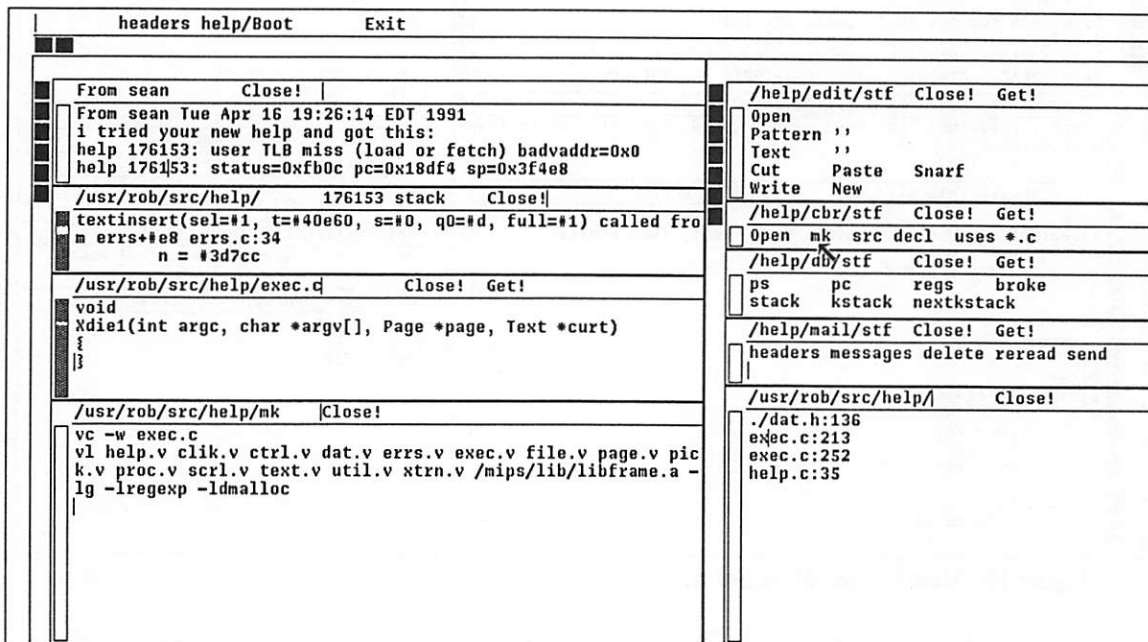 headers help/Boot Exit
From sean Close!
From sean Tue Apr 16 19:26:14 EDT 1991
i tried your new help and got this:
help 176153: user TLB miss (load or fetch) badvaddr=0x0
help 176153: status=0xfb0c pc=0x18df4 sp=0x3f4e8
/usr/rob/src/help/ 176153 stack Close!
textinsert(sel=#1, t=#40e60, s=#0, q0=#d, full=#1) called fro
m errs+#e8 errs.c:34
n = #3d7cc
/usr/rob/src/help/exec.c Close! Get!
void
Xdie1(int argc, char *argv[], Page *page, Text *curt)
{
}
/usr/rob/src/help/mk Close!
vc -w exec.c
vl help.v clik.v ctrl.v dat.v errs.v exec.v file.v page.v pic
k.v proc.v scrl.v text.v util.v xtrn.v /mips/lib/libframe.a -
lg -lregexp -ldmalloc
/help/edit/stf Close! Get!
Open
Pattern ''
Text ''
Cut Paste Snarf
Write New
/help/cbr/stf Close! Get!
Open mk src decl uses *.c
/help/db/stf Close! Get!
ps pc regs broke
stack kstack nextkstack
/help/mail/stf Close! Get!
headers messages delete reread send
/usr/rob/src/help/ Close!
./dat.h:136
exec.c:213
exec.c:252
help.c:35